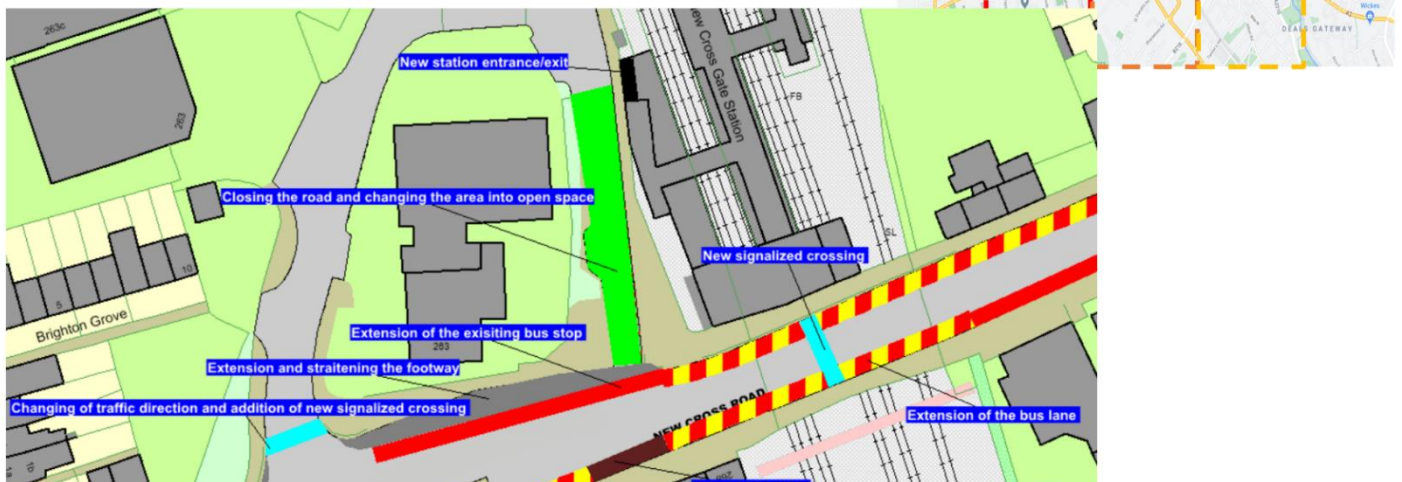 Wickes
DEALS GATEWAY
263c
New station entrance/exit
New Cross Gate Station
FB
263
Closing the road and changing the area into open space
SL
New signalized crossing
10
5
Brighton Grove
Extension of the exisiting bus stop
263
Extension and straitening the footway
Changing of traffic direction and addition of new signalized crossing
NEW CROSS ROAD
Extension of the bus lane
1a
1b